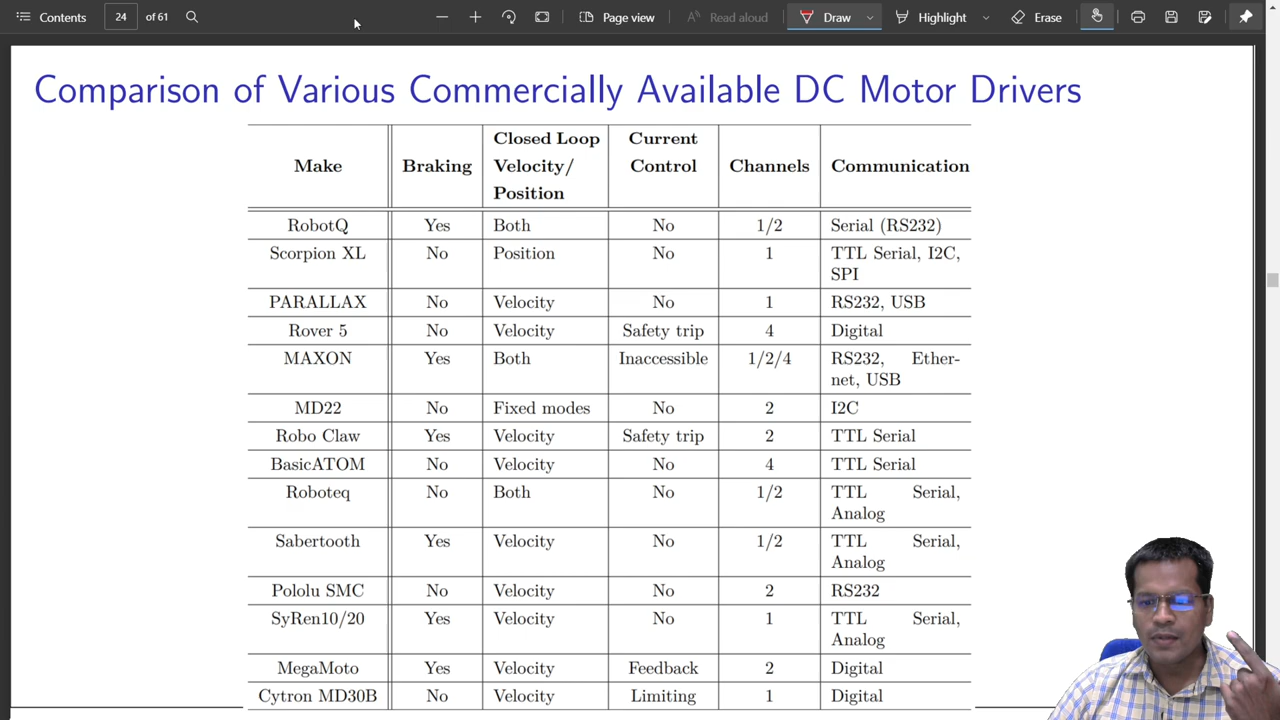 Contents 24 of 61 Page view Read aloud Draw Highlight Erase
Comparison of Various Commercially Available DC Motor Drivers
Make Braking Closed Loop Velocity/ Position Current Control Channels Communication
RobotQ Yes Both No 1/2 Serial (RS232)
Scorpion XL No Position No 1 TTL Serial, I2C,
SPI
PARALLAX No Velocity No 1 RS232, USB
Rover 5 No Velocity Safety trip 4 Digital
MAXON Yes Both Inaccessible 1/2/4 RS232, Ether-
net, USB
MD22 No Fixed modes No 2 I2C
Robo Claw Yes Velocity Safety trip 2 TTL Serial
BasicATOM No Velocity No 4 TTL Serial
Roboteq No Both No 1/2 TTL Serial,
Analog
Sabertooth Yes Velocity No 1/2 TTL Serial,
Analog
Pololu SMC No Velocity No 2 RS232
SyRen10/20 Yes Velocity No 1 TTL Serial,
Analog
MegaMoto Yes Velocity Feedback 2 Digital
Cytron MD30B No Velocity Limiting 1 Digital